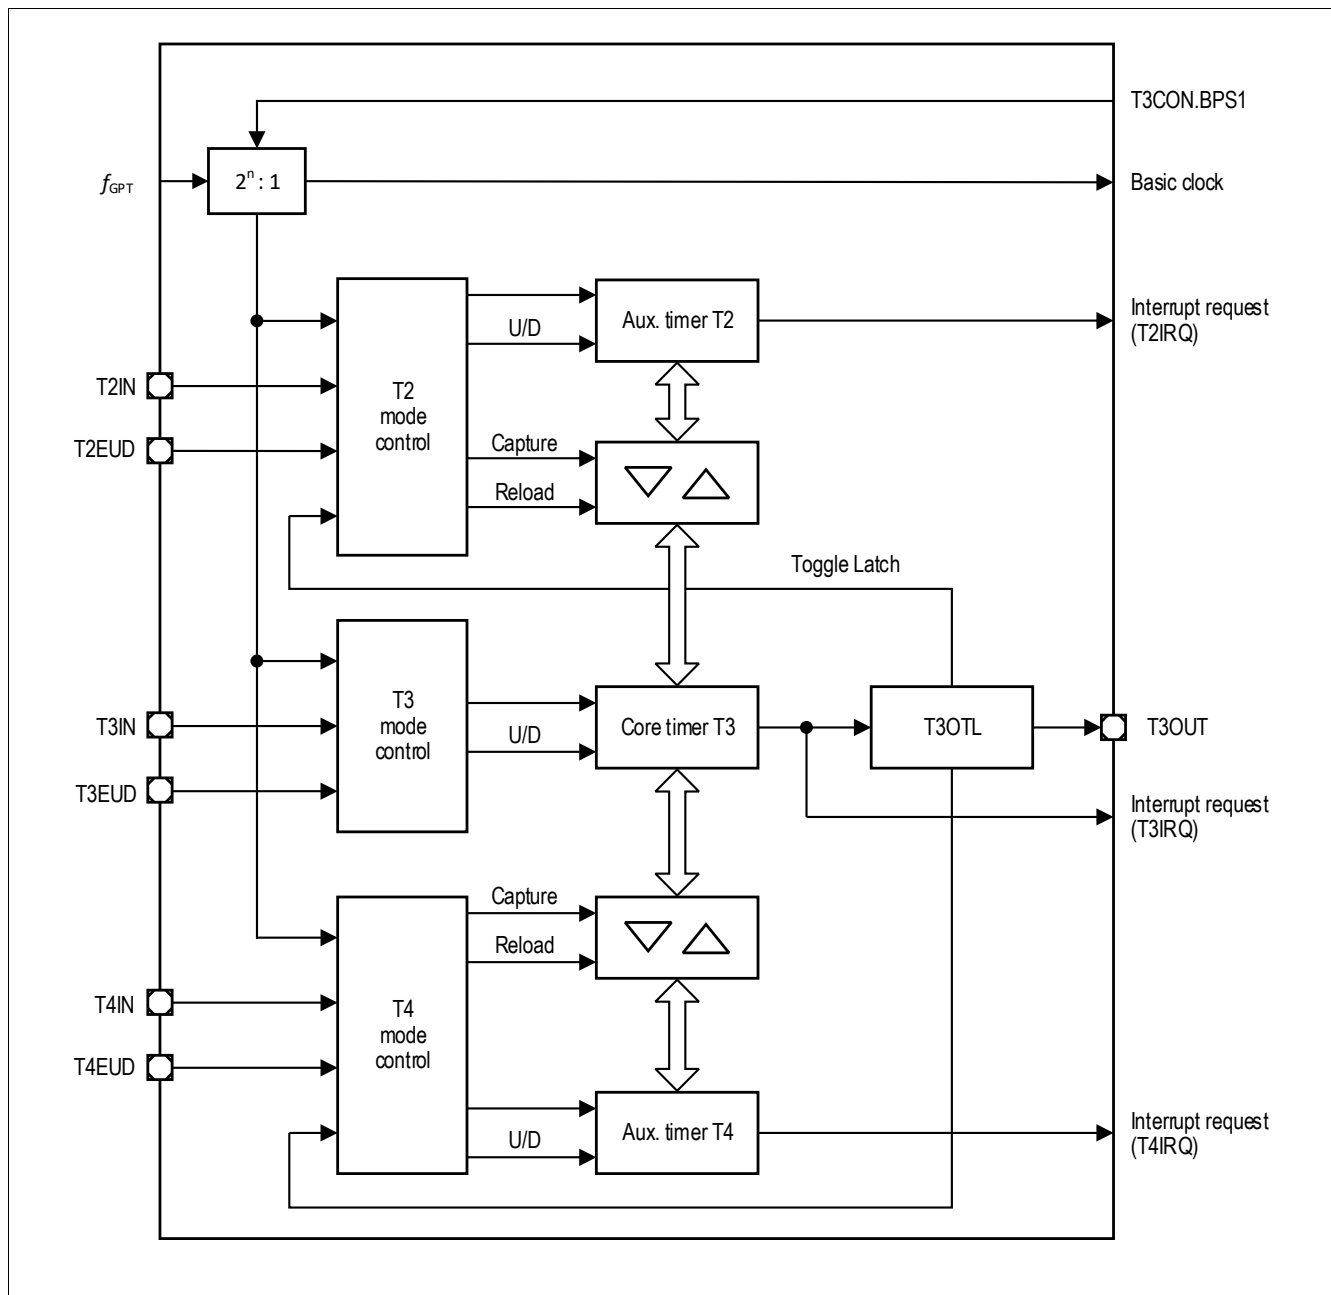 T3CON.BPS1
fGPT
2ⁿ : 1
Basic clock
Aux. timer T2
Interrupt request
(T2IRQ)
U/D
T2IN
T2
mode
control
T2EUD
Capture
Reload
Toggle Latch
T3IN
T3
mode
control
U/D
Core timer T3
T3OTL
T3OUT
T3EUD
Interrupt request
(T3IRQ)
Capture
Reload
T4IN
T4
mode
control
T4EUD
U/D
Aux. timer T4
Interrupt request
(T4IRQ)